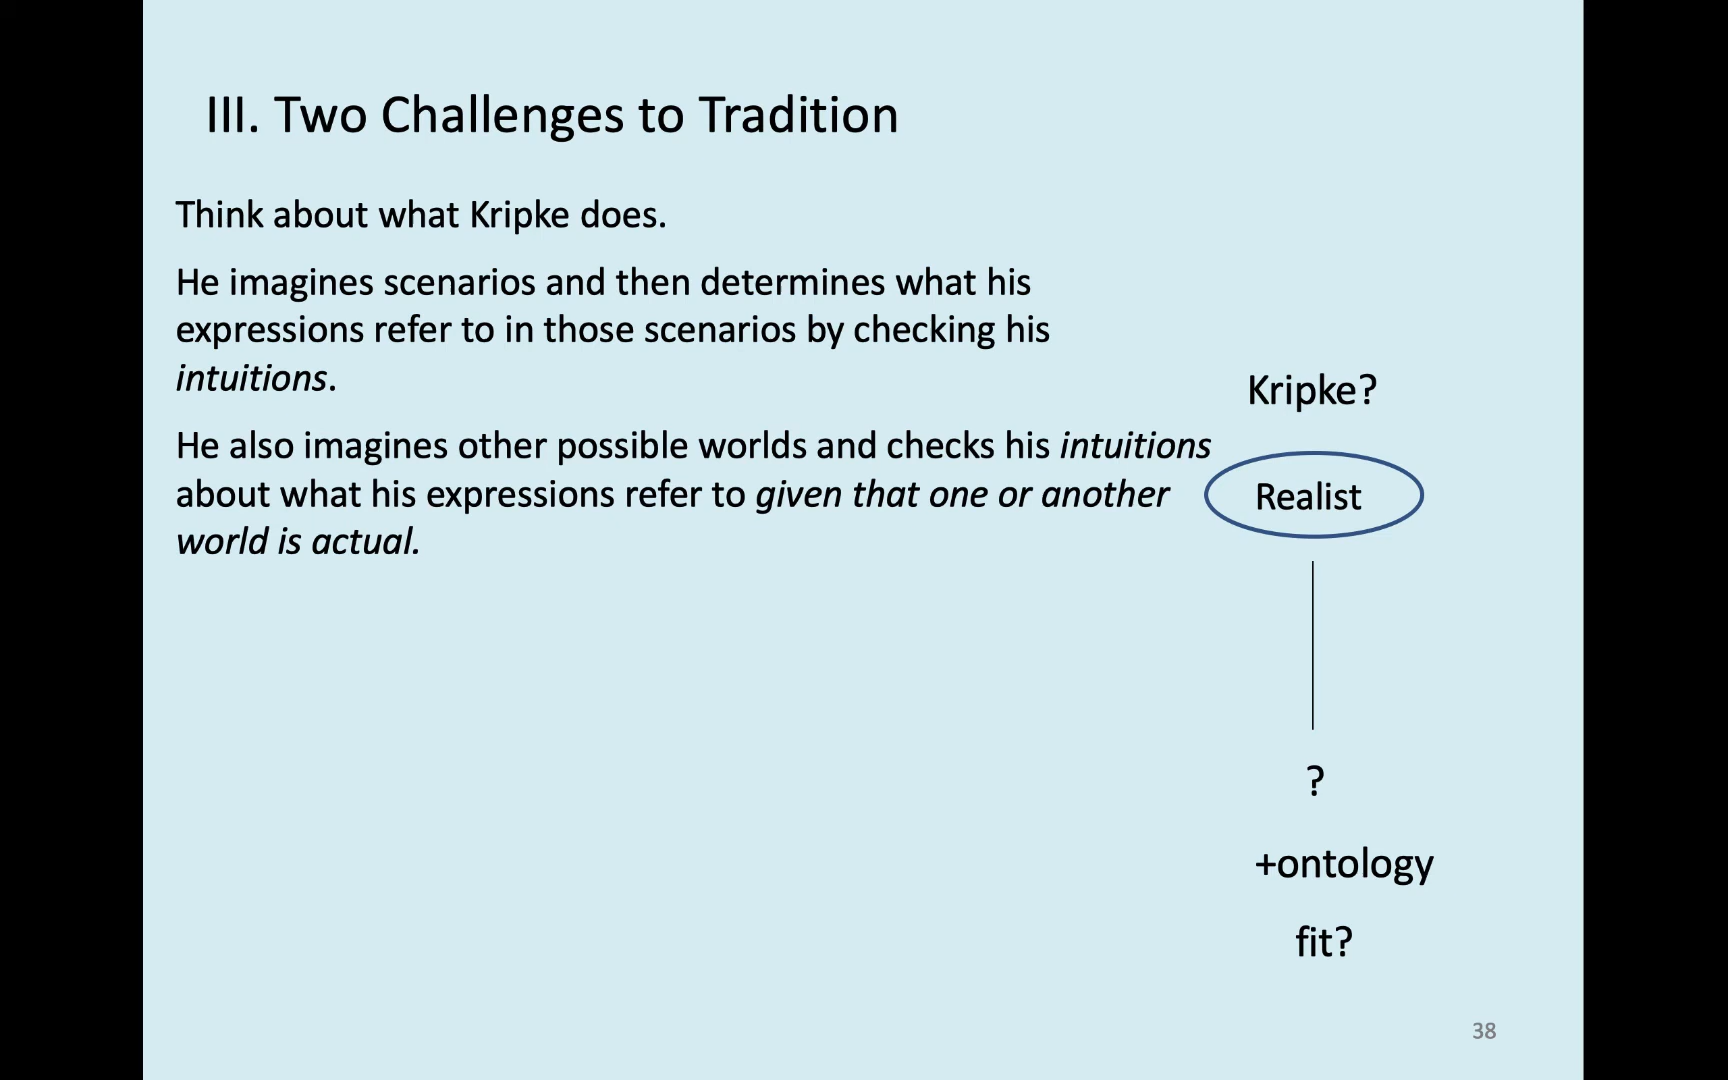 III. Two Challenges to Tradition
Think about what Kripke does.
He imagines scenarios and then determines what his
expressions refer to in those scenarios by checking his
intuitions.
He also imagines other possible worlds and checks his intuitions
about what his expressions refer to given that one or another
world is actual.
Kripke?
Realist
?
+ontology
fit?
38